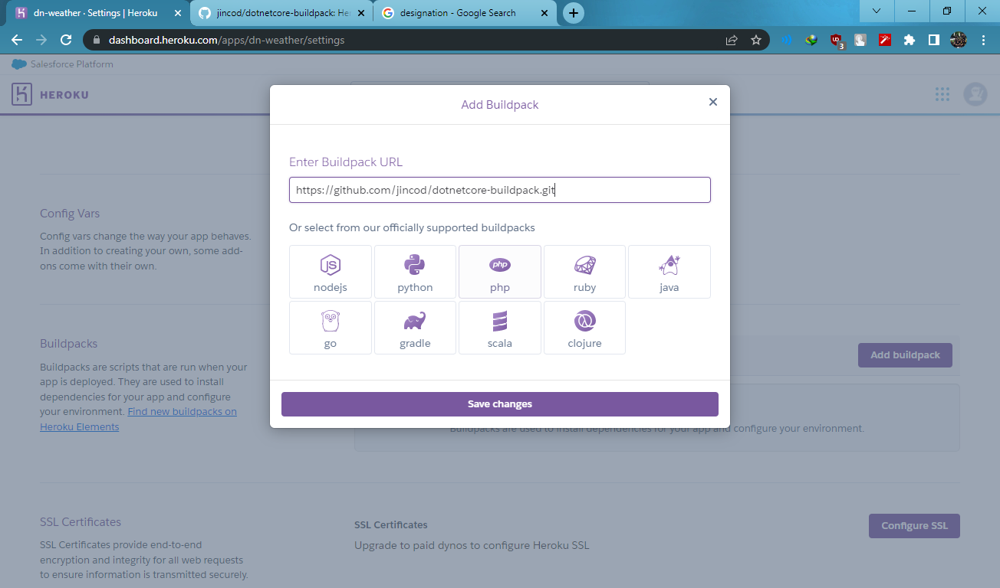 dn-weather · Settings | Heroku
jincod/dotnetcore-buildpack: He
designation - Google Search
dashboard.heroku.com/apps/dn-weather/settings
3
Salesforce Platform
HEROKU
Add Buildpack
Enter Buildpack URL
https://github.com/jincod/dotnetcore-buildpack.git
Or select from our officially supported buildpacks
nodejs
python
php
ruby
java
go
gradle
scala
clojure
Save changes
Config Vars
Config vars change the way your app behaves.
In addition to creating your own, some add-
ons come with their own.
Buildpacks
Buildpacks are scripts that are run when your
app is deployed. They are used to install
dependencies for your app and configure
your environment. Find new buildpacks on
Heroku Elements
Add buildpack
Buildpacks are used to install dependencies for your app and configure your environment.
SSL Certificates
SSL Certificates provide end-to-end
encryption and integrity for all web requests
to ensure information is transmitted securely.
SSL Certificates
Upgrade to paid dynos to configure Heroku SSL
Configure SSL